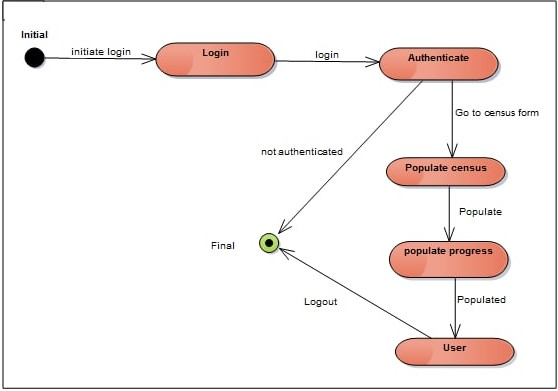 Initial
initiate login
Login
login
Authenticate
Go to census form
not authenticated
Populate census
Populate
Final
populate progress
Logout
Populated
User